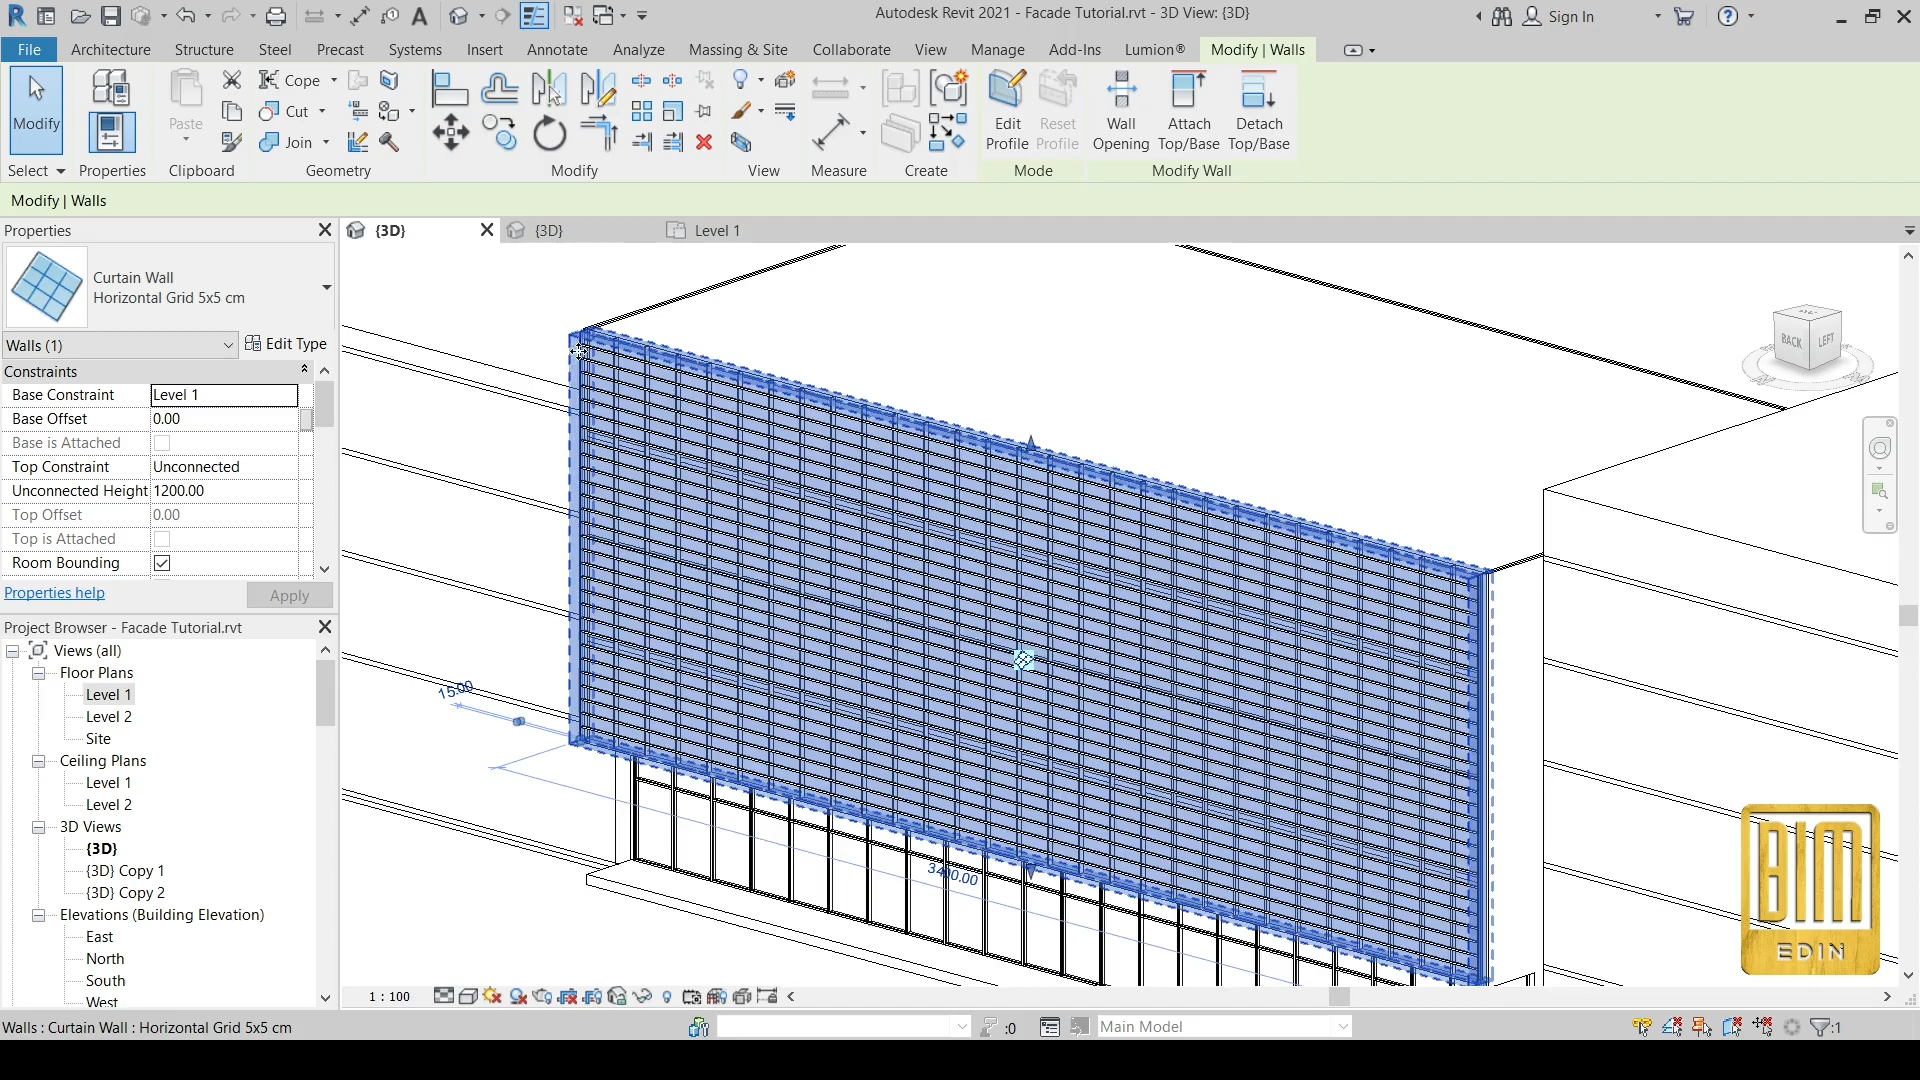 Autodesk Revit 2021 - Facade Tutorial.rvt - 3D View: {3D}
Sign In
File
Architecture
Structure
Steel
Precast
Systems
Insert
Annotate
Analyze
Massing & Site
Collaborate
View
Manage
Add-Ins
Lumion®
Modify | Walls
Modify
Paste
Cope
Cut
Join
Edit
Profile
Reset
Profile
Wall
Opening
Attach
Top/Base
Detach
Top/Base
Select
Properties
Clipboard
Geometry
Modify
View
Measure
Create
Mode
Modify Wall
Modify | Walls
Properties
{3D}
{3D}
Level 1
Curtain Wall
Horizontal Grid 5x5 cm
Walls (1)
Edit Type
Constraints
Base Constraint Level 1
Base Offset 0.00
Base is Attached
Top Constraint Unconnected
Unconnected Height 1200.00
Top Offset 0.00
Top is Attached
Room Bounding
Properties help
Apply
Project Browser - Facade Tutorial.rvt
Views (all)
Floor Plans
Level 1
Level 2
Site
Ceiling Plans
Level 1
Level 2
3D Views
{3D}
{3D} Copy 1
{3D} Copy 2
Elevations (Building Elevation)
East
North
South
West
BACK
LEFT
15.00
3400.00
BIM
EDIN
1 : 100
Walls : Curtain Wall : Horizontal Grid 5x5 cm
:0
Main Model
:1